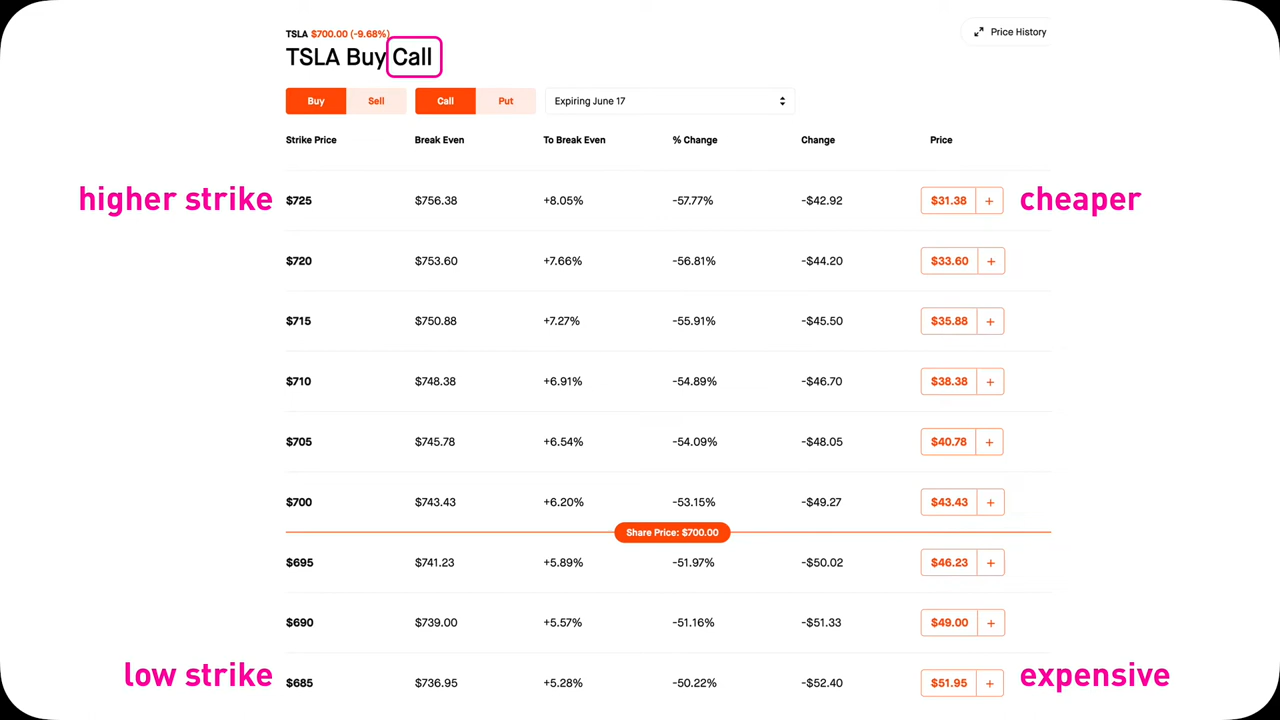 TSLA $700.00 (-9.68%)
TSLA Buy Call
Price History
Buy Sell Call Put Expiring June 17
Strike Price Break Even To Break Even % Change Change Price
higher strike $725 $756.38 +8.05% -57.77% -$42.92 $31.38 + cheaper
$720 $753.60 +7.66% -56.81% -$44.20 $33.60 +
$715 $750.88 +7.27% -55.91% -$45.50 $35.88 +
$710 $748.38 +6.91% -54.89% -$46.70 $38.38 +
$705 $745.78 +6.54% -54.09% -$48.05 $40.78 +
$700 $743.43 +6.20% -53.15% -$49.27 $43.43 +
Share Price: $700.00
$695 $741.23 +5.89% -51.97% -$50.02 $46.23 +
$690 $739.00 +5.57% -51.16% -$51.33 $49.00 +
low strike $685 $736.95 +5.28% -50.22% -$52.40 $51.95 + expensive